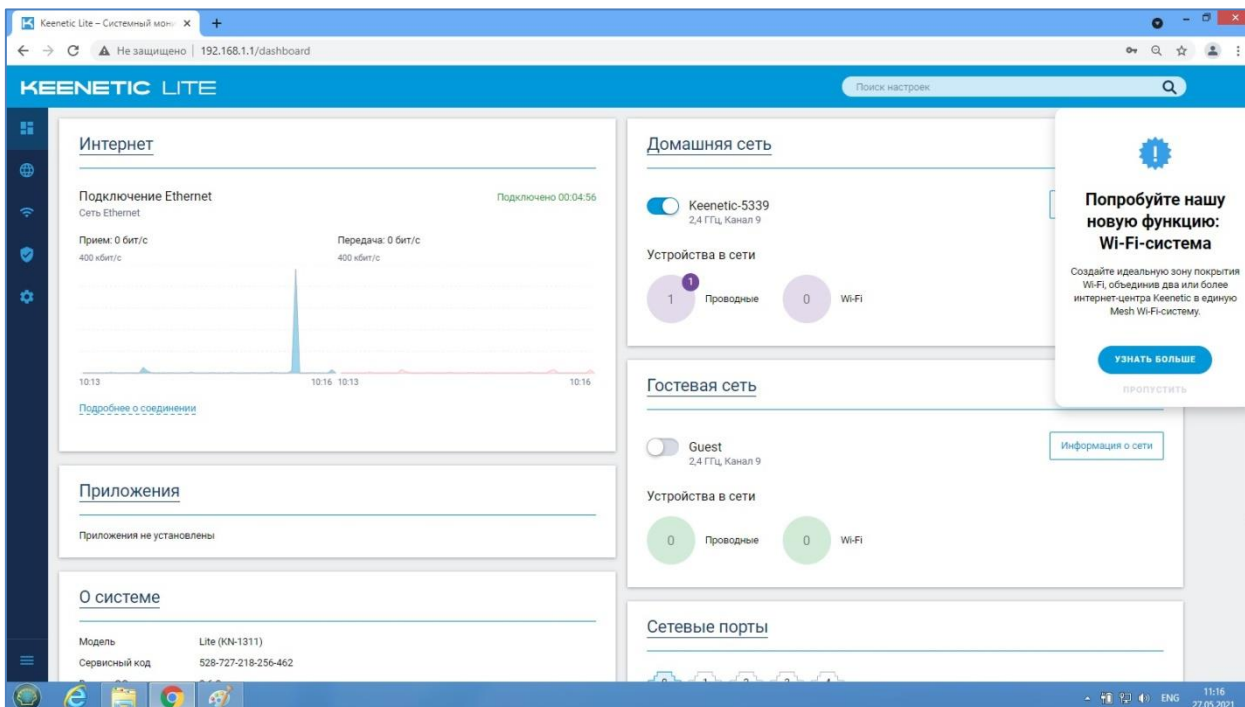 Keenetic Lite – Системный мони
Не защищено | 192.168.1.1/dashboard
KEENETIC LITE
Поиск настроек
Интернет
Подключение Ethernet
Подключено 00:04:56
Сеть Ethernet
Прием: 0 бит/с
Передача: 0 бит/с
400 кбит/с
400 кбит/с
10:13
10:16
10:13
10:16
Подробнее о соединении
Приложения
Приложения не установлены
О системе
Модель Lite (KN-1311)
Сервисный код 528-727-218-256-462
Домашняя сеть
Keenetic-5339
2,4 ГГц, Канал 9
Устройства в сети
1
1 Проводные 0 Wi-Fi
Гостевая сеть
Guest
2,4 ГГц, Канал 9
Информация о сети
Устройства в сети
0 Проводные 0 Wi-Fi
Сетевые порты
Попробуйте нашу
новую функцию:
Wi-Fi-система
Создайте идеальную зону покрытия
Wi-Fi, объединив два или более
интернет-центра Keenetic в единую
Mesh Wi-Fi-систему.
УЗНАТЬ БОЛЬШЕ
ПРОПУСТИТЬ
ENG
11:16
27.05.2021